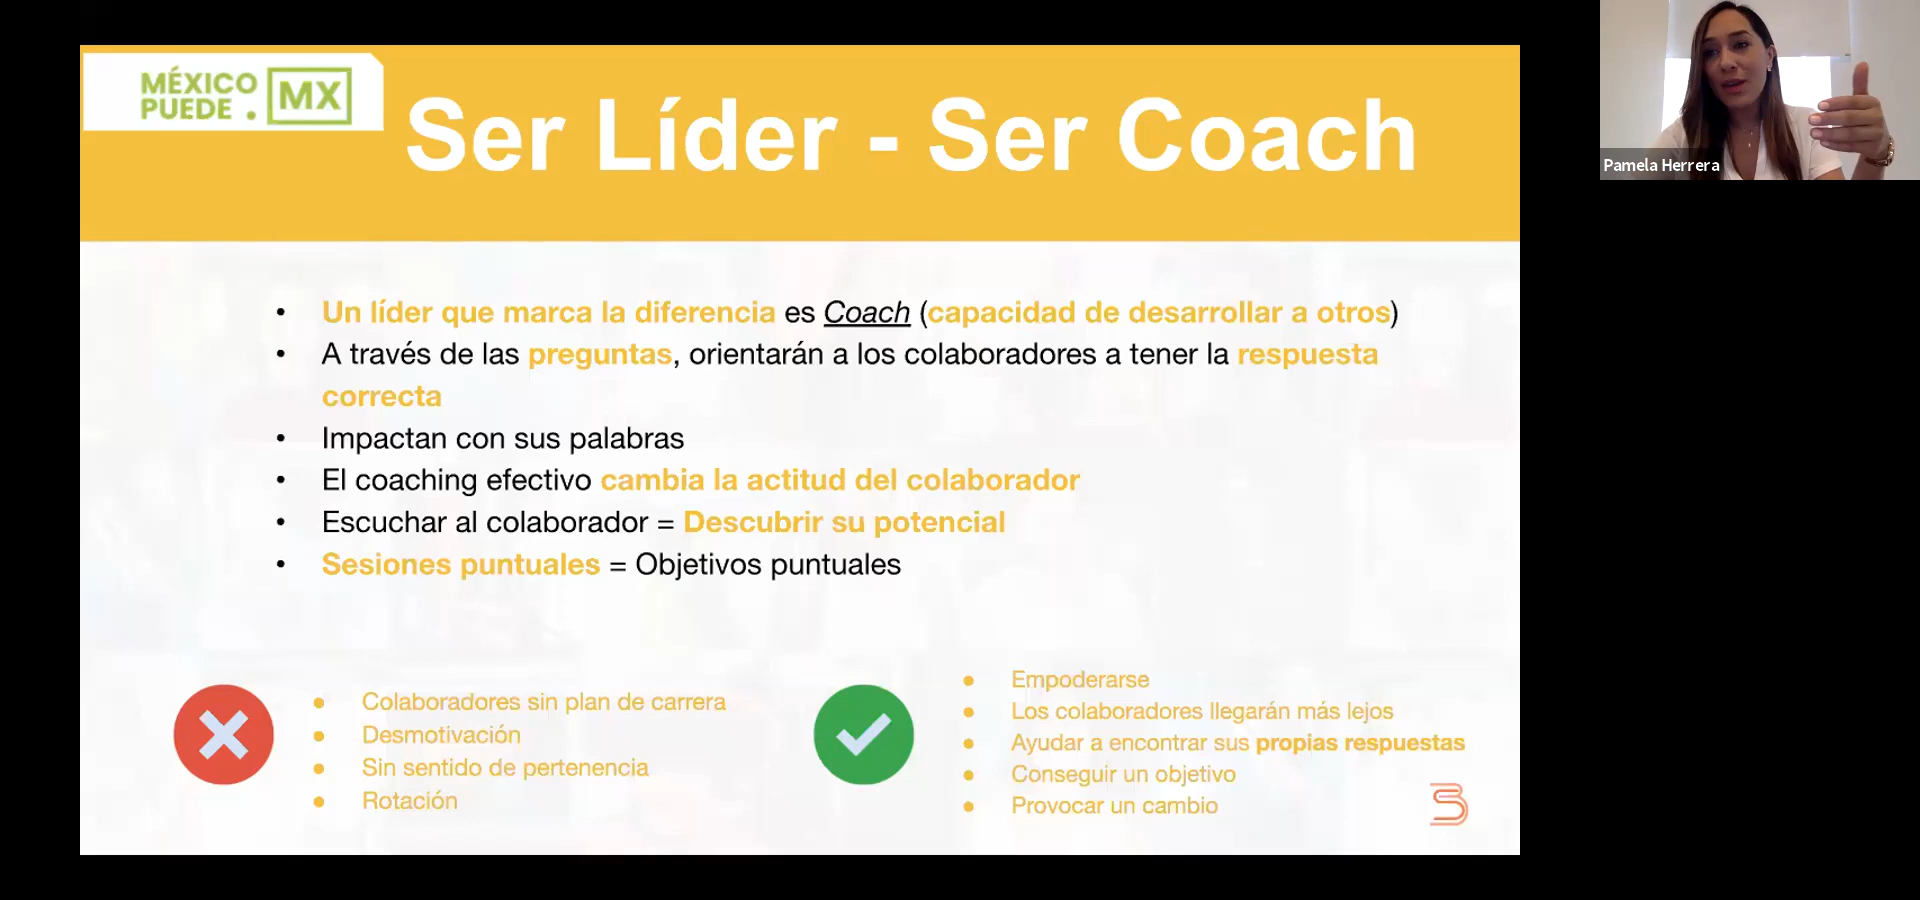 MÉXICO
PUEDE.
MX
Ser Líder - Ser Coach
Pamela Herrera
• Un líder que marca la diferencia es Coach (capacidad de desarrollar a otros)
• A través de las preguntas, orientarán a los colaboradores a tener la respuesta
correcta
• Impactan con sus palabras
• El coaching efectivo cambia la actitud del colaborador
• Escuchar al colaborador = Descubrir su potencial
• Sesiones puntuales = Objetivos puntuales
• Colaboradores sin plan de carrera
• Desmotivación
• Sin sentido de pertenencia
• Rotación
• Empoderarse
• Los colaboradores llegarán más lejos
• Ayudar a encontrar sus propias respuestas
• Conseguir un objetivo
• Provocar un cambio